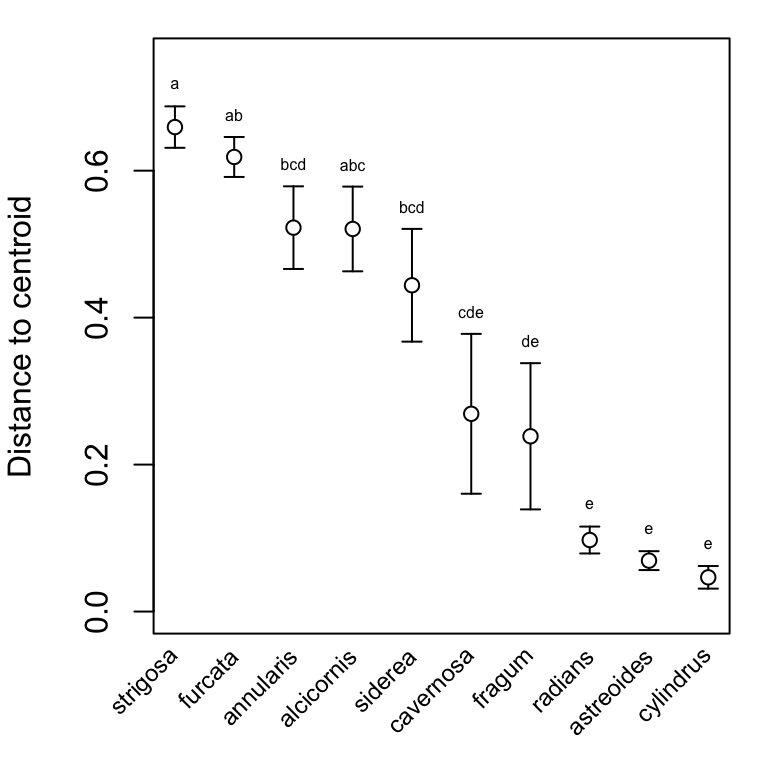 Distance to centroid
0.6
0.4
0.2
0.0
a
ab
bcd
abc
bcd
cde
de
e
e
e
strigosa
furcata
annularis
alcicornis
siderea
cavernosa
fragum
radians
astreoides
cylindrus